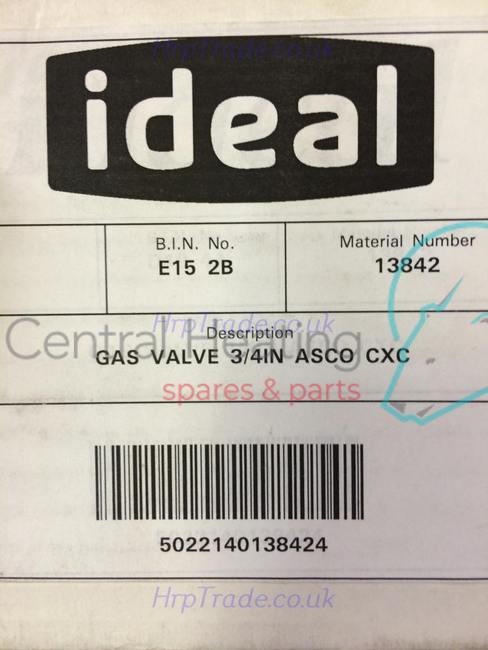 HrpTrade.co.uk
ideal
B.I.N. No.
E15 2B
Material Number
13842
HrpTrade.co.uk
Description
Central Heating
GAS VALVE 3/4IN ASCO CXC
spares & parts
5022140138424
HrpTrade.co.uk